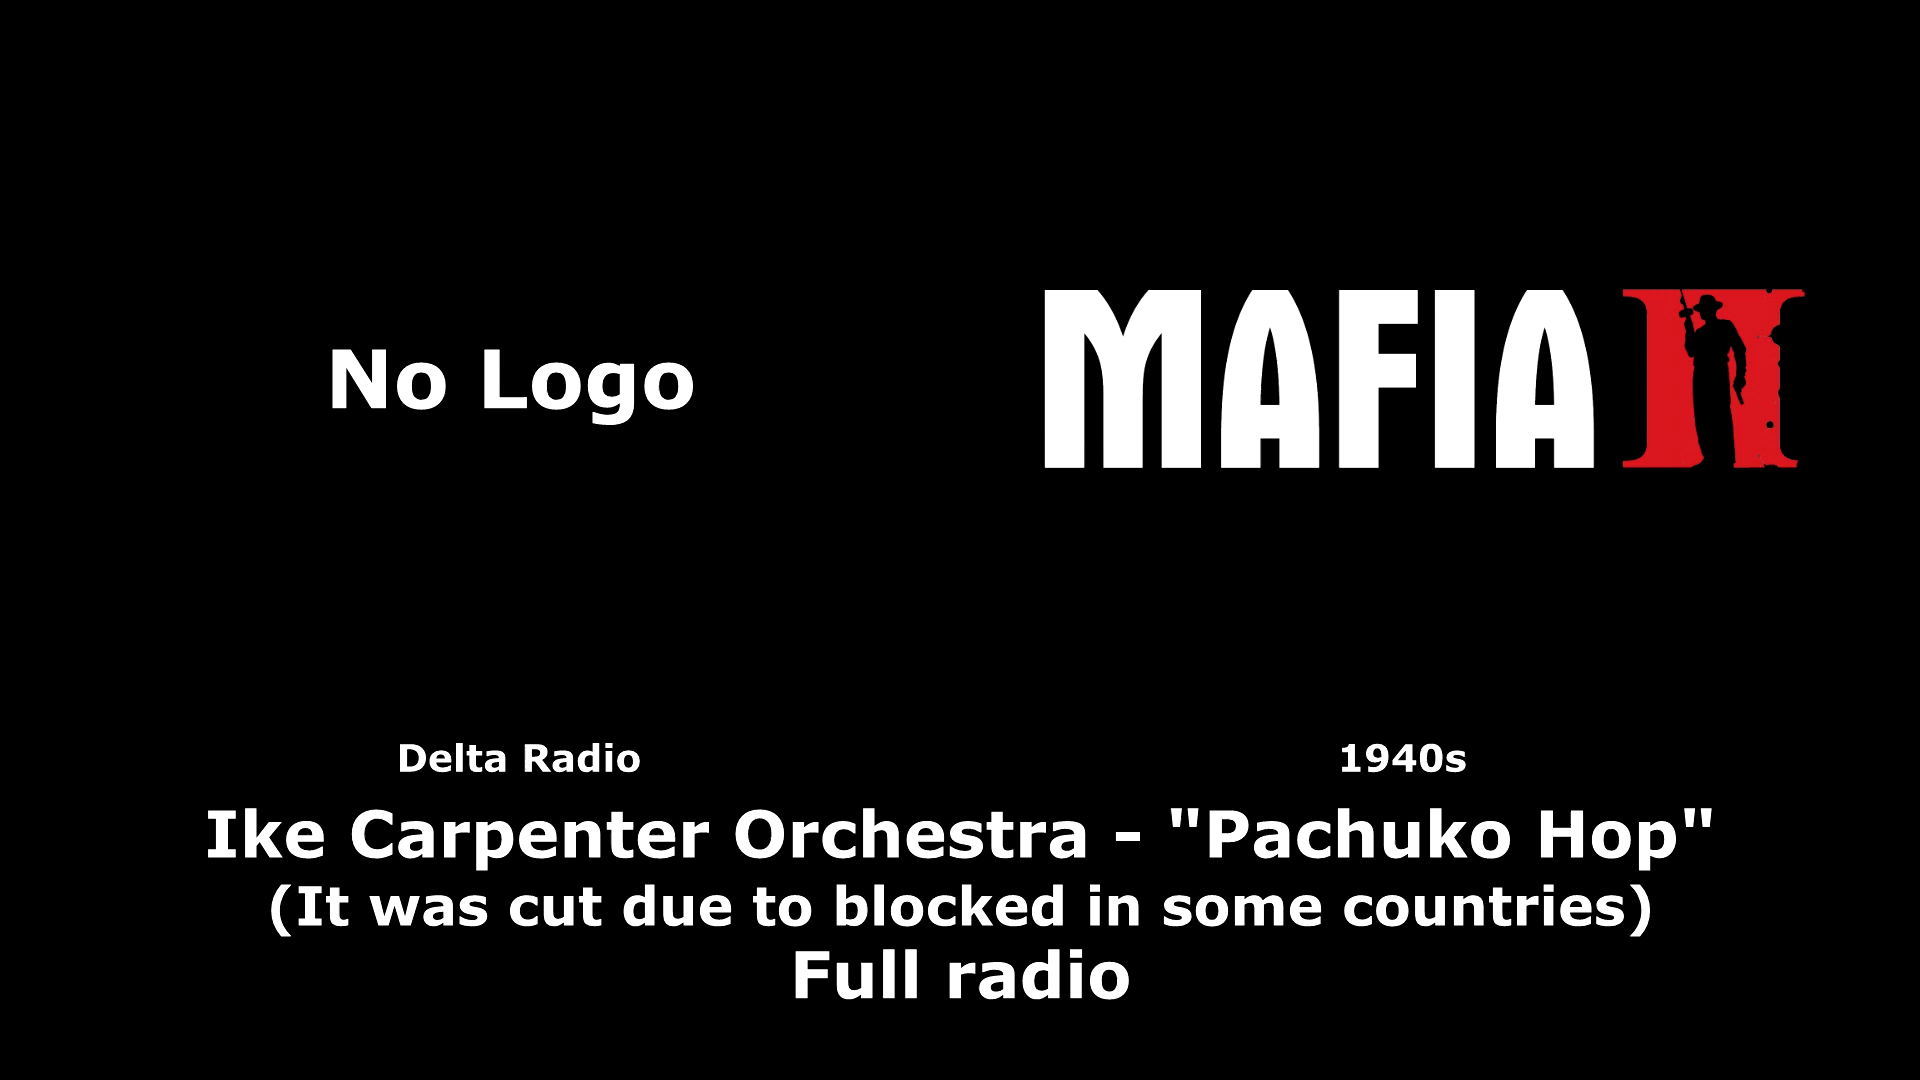 No Logo
MAFIA II
Delta Radio
1940s
Ike Carpenter Orchestra - "Pachuko Hop"
(It was cut due to blocked in some countries)
Full radio